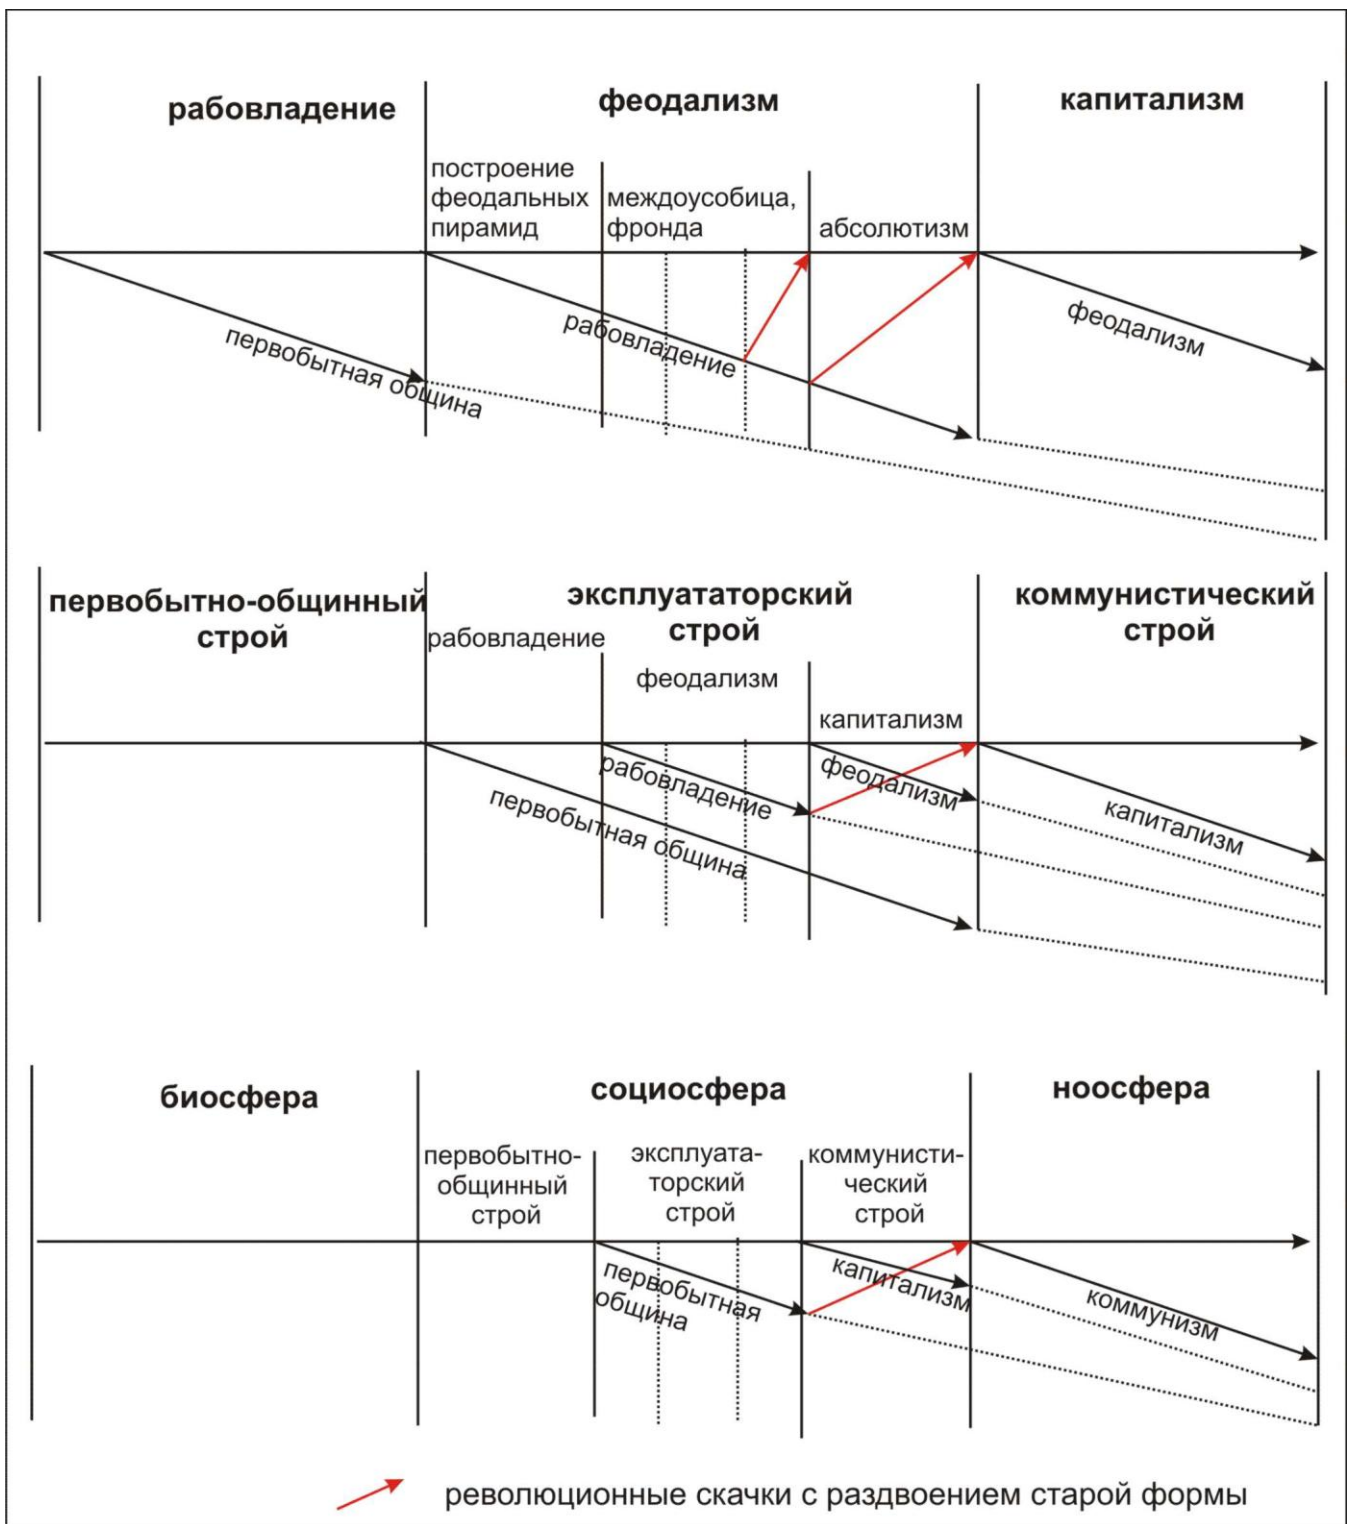 рабовладение
феодализм
капитализм
построение
феодальных
пирамид
междоусобица,
фронда
абсолютизм
первобытная община
рабовладение
феодализм
первобытно-общинный
строй
эксплуататорский
строй
коммунистический
строй
рабовладение
феодализм
капитализм
первобытная община
рабовладение
феодализм
капитализм
биосфера
социосфера
ноосфера
первобытно-
общинный
строй
эксплуата-
торский
строй
коммунисти-
ческий
строй
первобытная
община
капитализм
коммунизм
революционные скачки с раздвоением старой формы